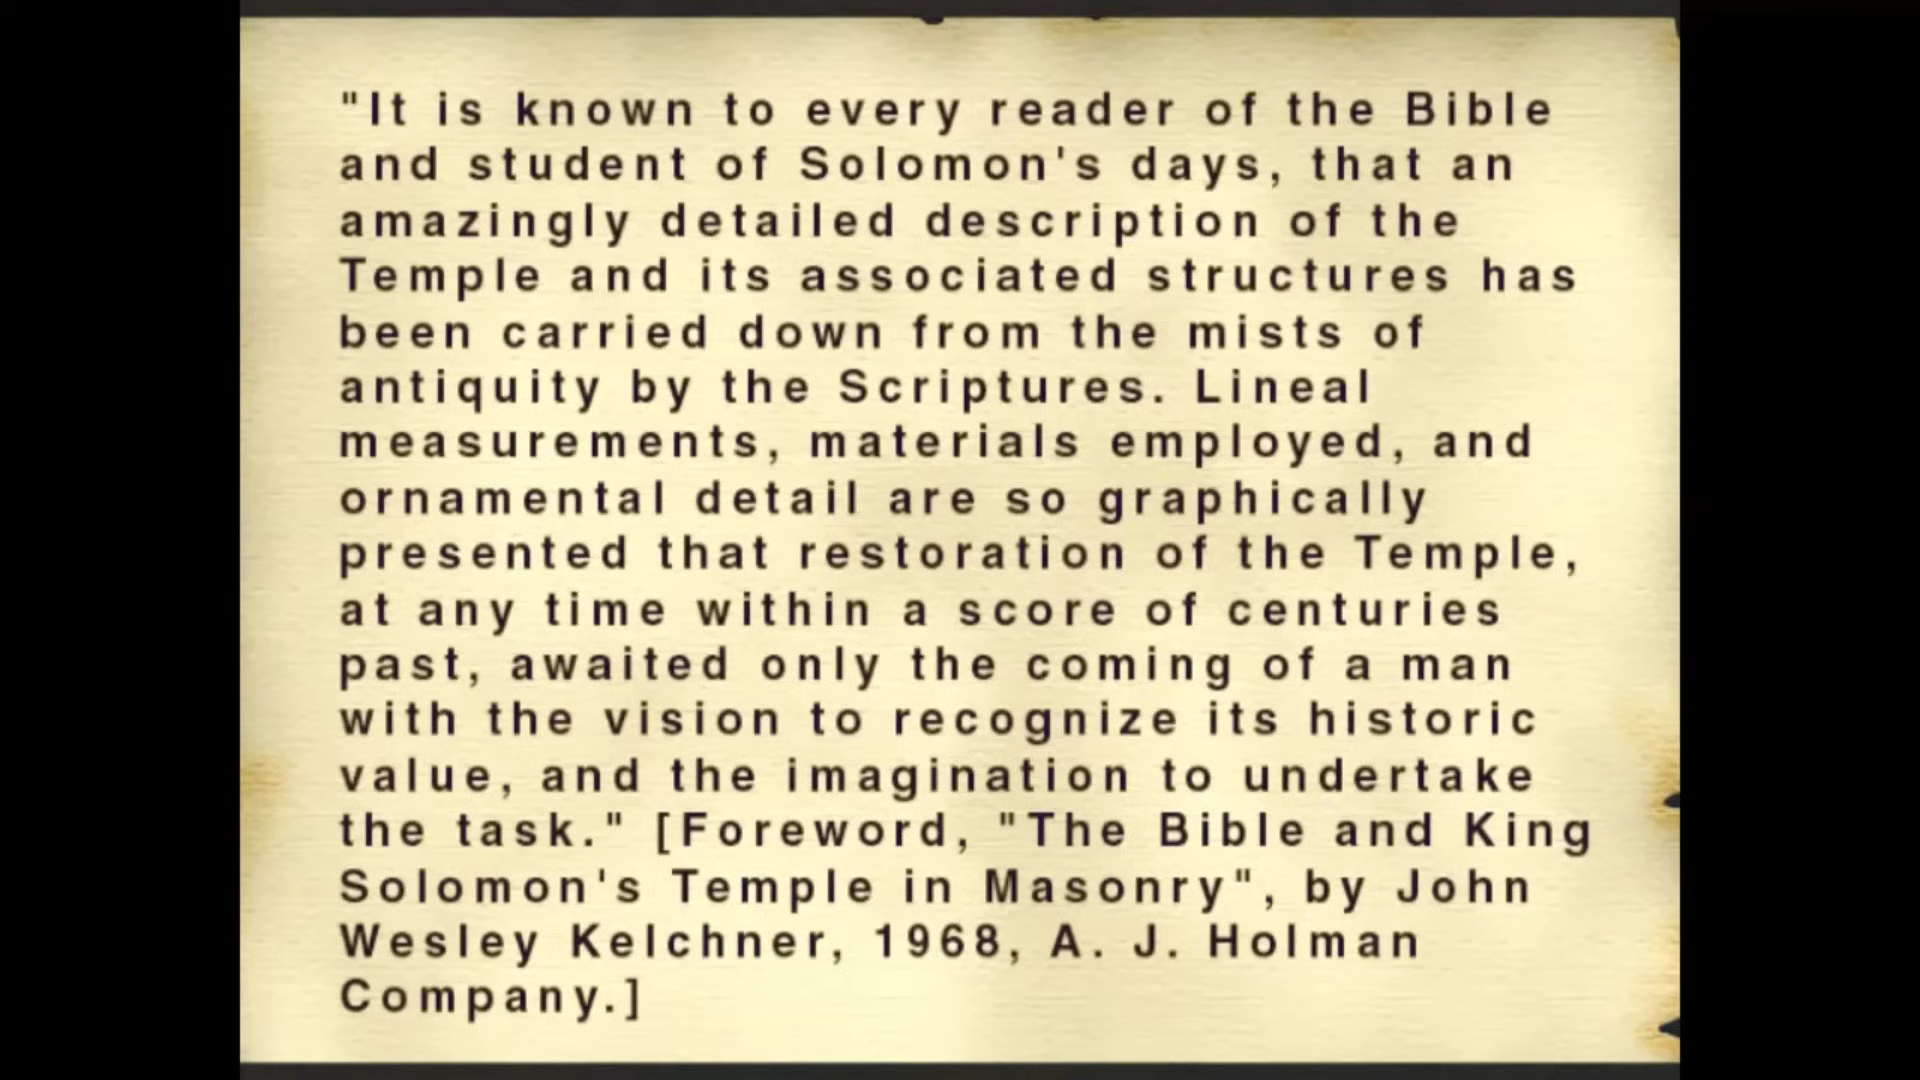 "It is known to every reader of the Bible
and student of Solomon's days, that an
amazingly detailed description of the
Temple and its associated structures has
been carried down from the mists of
antiquity by the Scriptures. Lineal
measurements, materials employed, and
ornamental detail are so graphically
presented that restoration of the Temple,
at any time within a score of centuries
past, awaited only the coming of a man
with the vision to recognize its historic
value, and the imagination to undertake
the task." [Foreword, "The Bible and King
Solomon's Temple in Masonry", by John
Wesley Kelchner, 1968, A. J. Holman
Company.]